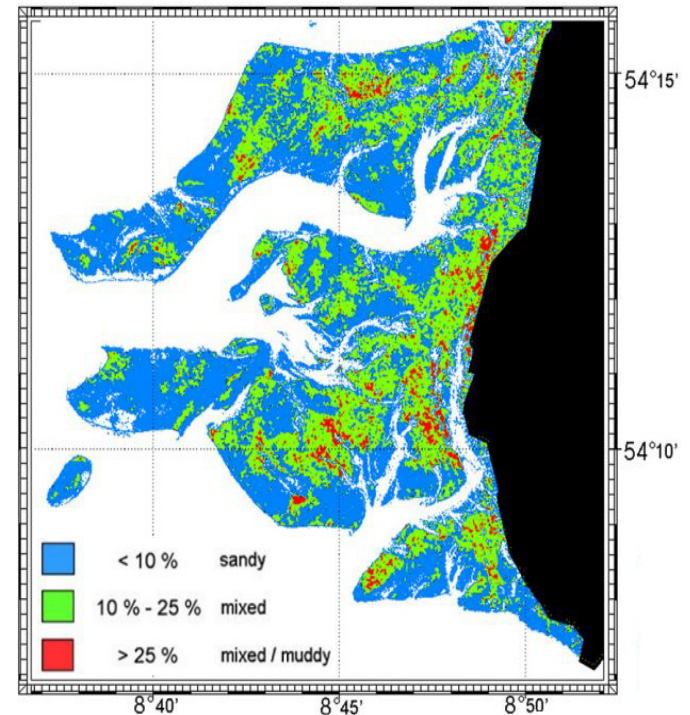 54°15'
54°10'
< 10 % sandy
10 % - 25 % mixed
> 25 % mixed / muddy
8°40' 8°45' 8°50'